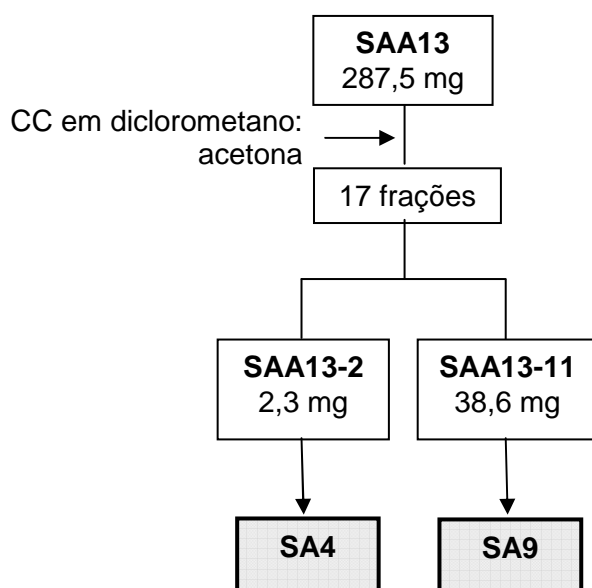 SAA13
287,5 mg
CC em diclorometano:
acetona
17 frações
SAA13-2
2,3 mg
SAA13-11
38,6 mg
SA4
SA9